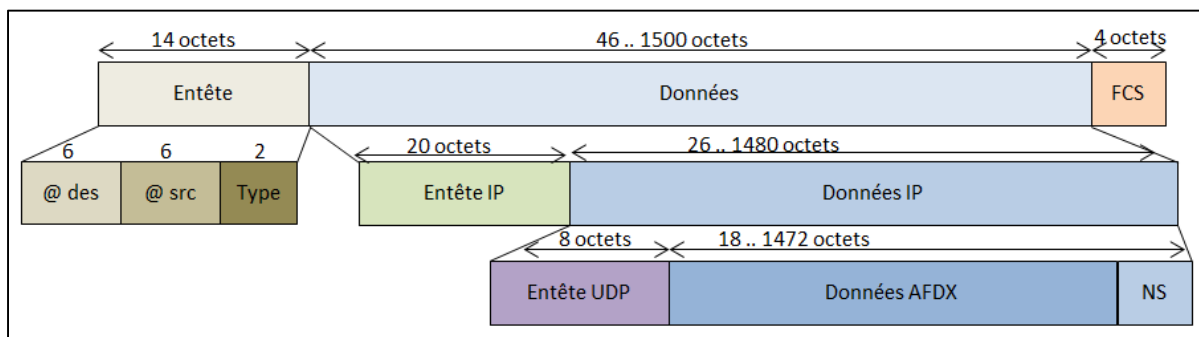 14 octets 46 .. 1500 octets 4 octets
Entête Données FCS
6 6 2 20 octets 26 .. 1480 octets
@ des @ src Type Entête IP Données IP
8 octets 18 .. 1472 octets
Entête UDP Données AFDX NS